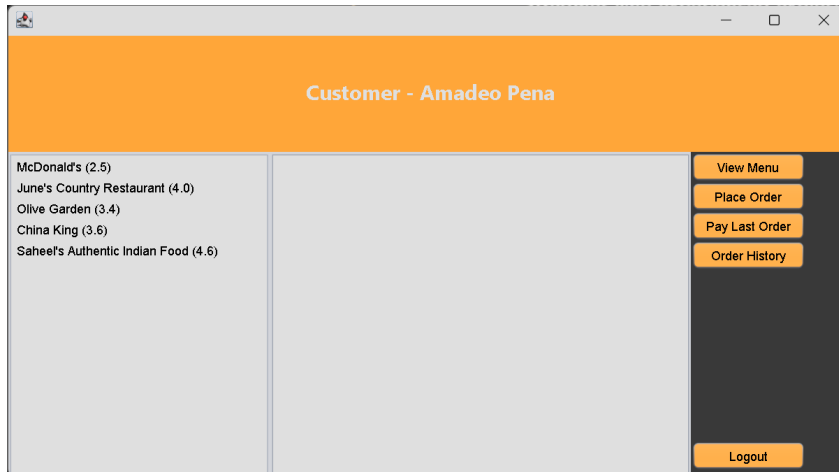 Customer - Amadeo Pena
McDonald's (2.5)
June's Country Restaurant (4.0)
Olive Garden (3.4)
China King (3.6)
Saheel's Authentic Indian Food (4.6)
View Menu
Place Order
Pay Last Order
Order History
Logout